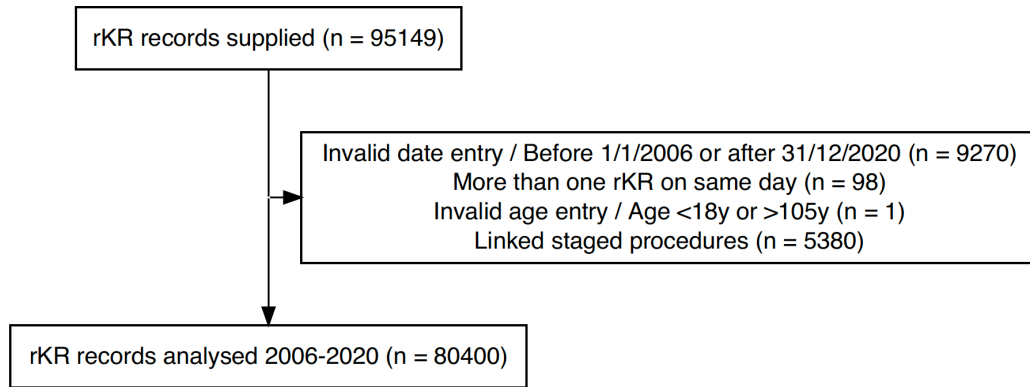 rKR records supplied (n = 95149)
Invalid date entry / Before 1/1/2006 or after 31/12/2020 (n = 9270)
More than one rKR on same day (n = 98)
Invalid age entry / Age <18y or >105y (n = 1)
Linked staged procedures (n = 5380)
rKR records analysed 2006-2020 (n = 80400)